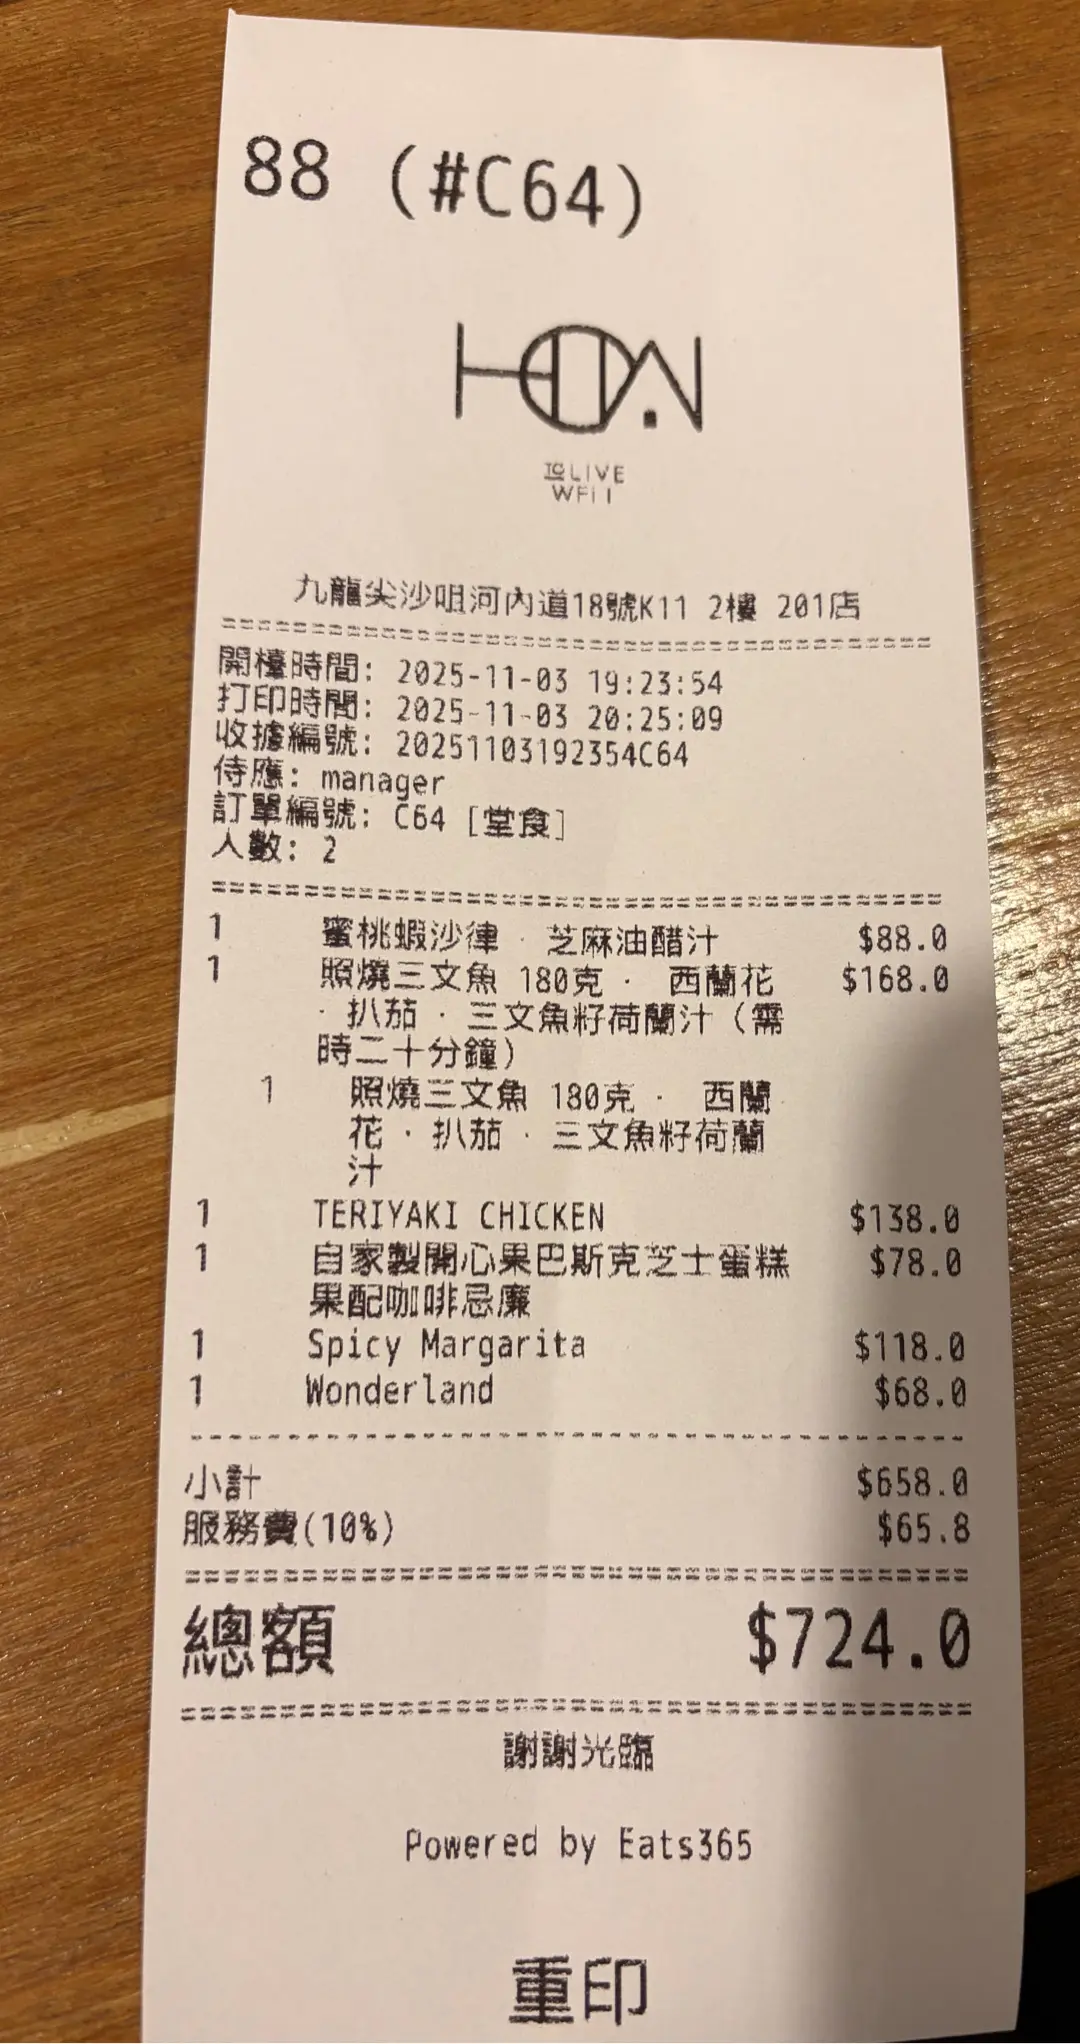 88 (#C64)
TO LIVE
WELL
九龍尖沙咀河內道18號K11 2樓 201店
開檯時間: 2025-11-03 19:23:54
打印時間: 2025-11-03 20:25:09
收據編號: 20251103192354C64
侍應: manager
訂單編號: C64 [堂食]
人數: 2
1 蜜桃蝦沙律 · 芝麻油醋汁 $88.0
1 照燒三文魚 180克 · 西蘭花 $168.0
· 扒茄 · 三文魚籽荷蘭汁（需
時二十分鐘）
1 照燒三文魚 180克 · 西蘭
花 · 扒茄 · 三文魚籽荷蘭
汁
1 TERIYAKI CHICKEN $138.0
1 自家製開心果巴斯克芝士蛋糕 $78.0
果配咖啡忌廉
1 Spicy Margarita $118.0
1 Wonderland $68.0
小計 $658.0
服務費(10%) $65.8
總額 $724.0
謝謝光臨
Powered by Eats365
重印